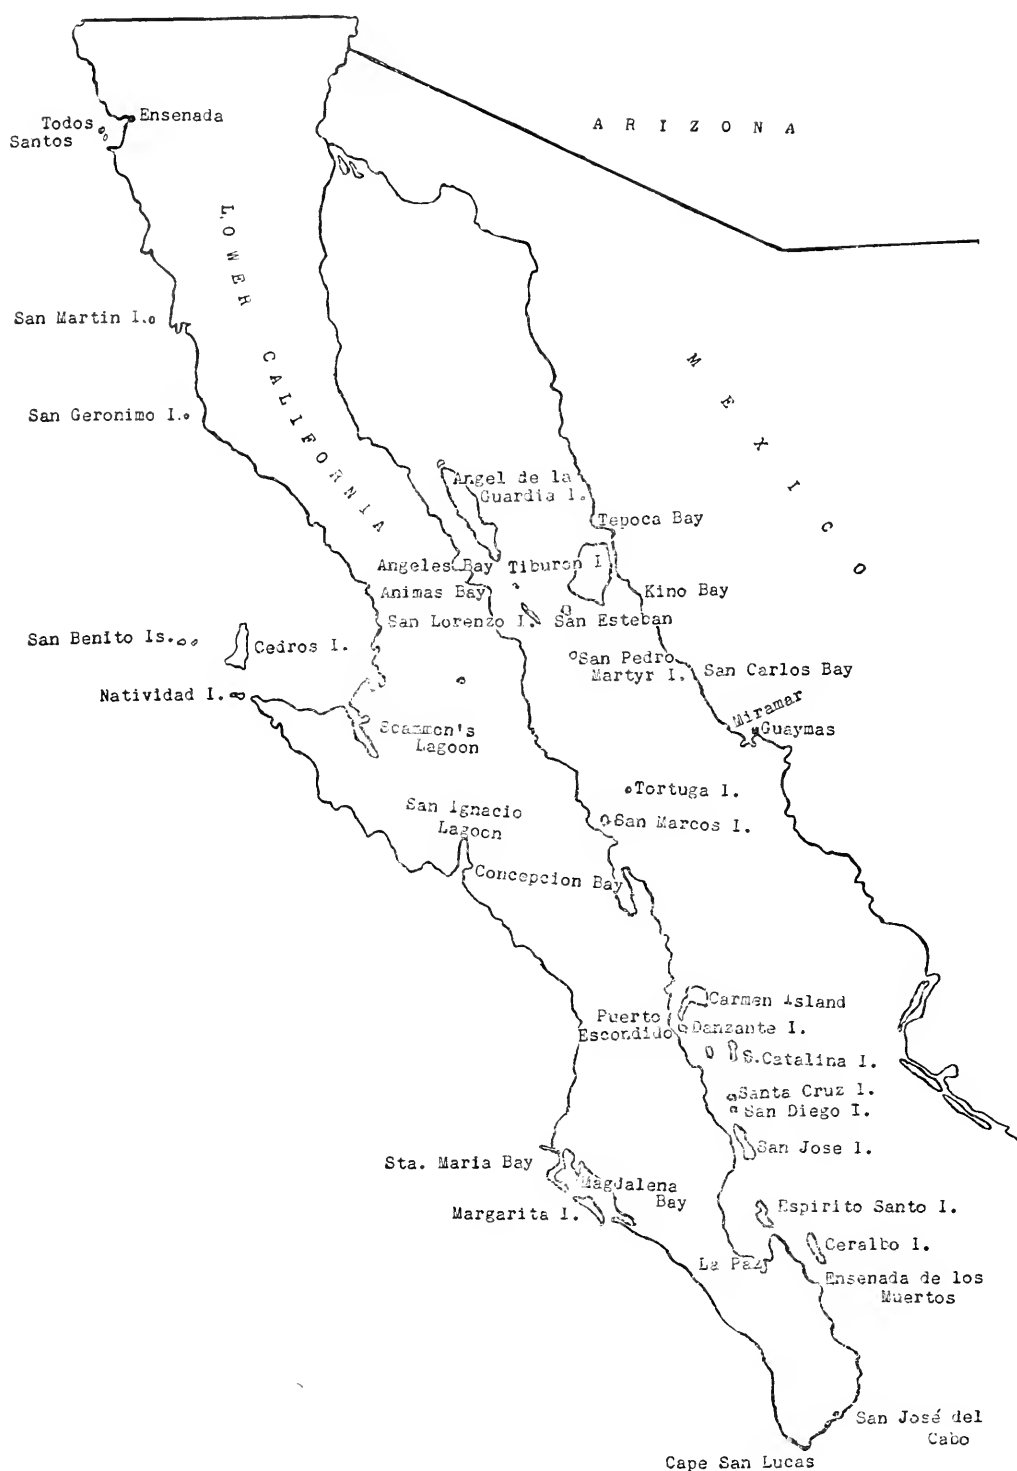 ARIZONA
Ensenada
Todos
Santos
LOWER CALIFORNIA
San Martin I.
MEXICO
San Geronimo I.
Angel de la
Guardia I.
Tepoca Bay
Angeles Bay
Tiburon I
Animas Bay
Kino Bay
San Lorenzo I.
San Esteban
San Benito Is.
Cedros I.
San Pedro
Martyr I.
San Carlos Bay
Natividad I.
Miramar
Guaymas
Scammon's
Lagoon
Tortuga I.
San Ignacio
Lagoon
San Marcos I.
Concepcion Bay
Carmen Island
Puerto
Escondido
Danzante I.
S.Catalina I.
Santa Cruz I.
San Diego I.
San Jose I.
Sta. Maria Bay
Magdalena
Bay
Margarita I.
Espirito Santo I.
Ceralbo I.
La Paz
Ensenada de los
Muertos
San José del
Cabo
Cape San Lucas